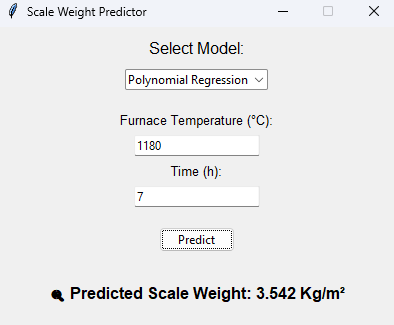 Scale Weight Predictor
Select Model:
Polynomial Regression
Furnace Temperature (°C):
1180
Time (h):
7
Predict
Predicted Scale Weight: 3.542 Kg/m²